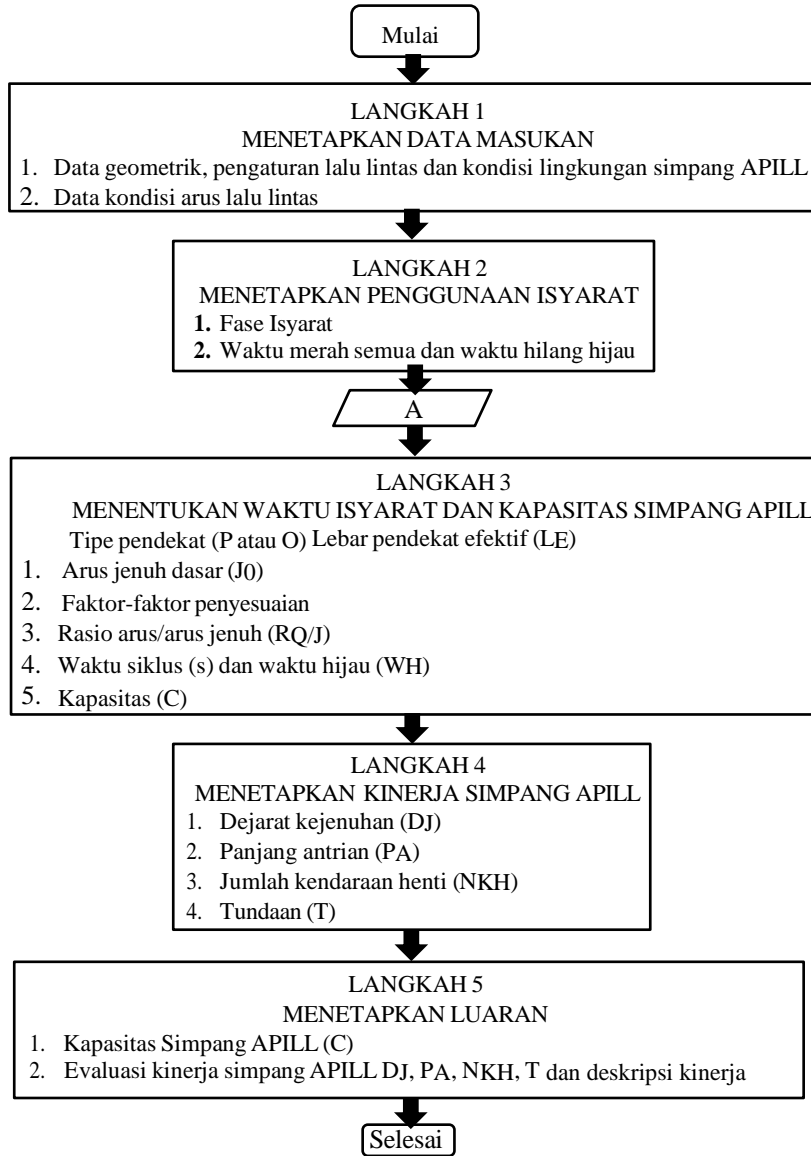 Mulai
LANGKAH 1
MENETAPKAN DATA MASUKAN
1. Data geometrik, pengaturan lalu lintas dan kondisi lingkungan simpang APILL
2. Data kondisi arus lalu lintas
LANGKAH 2
MENETAPKAN PENGGUNAAN ISYARAT
1. Fase Isyarat
2. Waktu merah semua dan waktu hilang hijau
A
LANGKAH 3
MENENTUKAN WAKTU ISYARAT DAN KAPASITAS SIMPANG APILL
Tipe pendekat (P atau O) Lebar pendekat efektif (LE)
1. Arus jenuh dasar (J0)
2. Faktor-faktor penyesuaian
3. Rasio arus/arus jenuh (RQ/J)
4. Waktu siklus (s) dan waktu hijau (WH)
5. Kapasitas (C)
LANGKAH 4
MENETAPKAN KINERJA SIMPANG APILL
1. Dejarat kejenuhan (DJ)
2. Panjang antrian (PA)
3. Jumlah kendaraan henti (NKH)
4. Tundaan (T)
LANGKAH 5
MENETAPKAN LUARAN
1. Kapasitas Simpang APILL (C)
2. Evaluasi kinerja simpang APILL DJ, PA, NKH, T dan deskripsi kinerja
Selesai